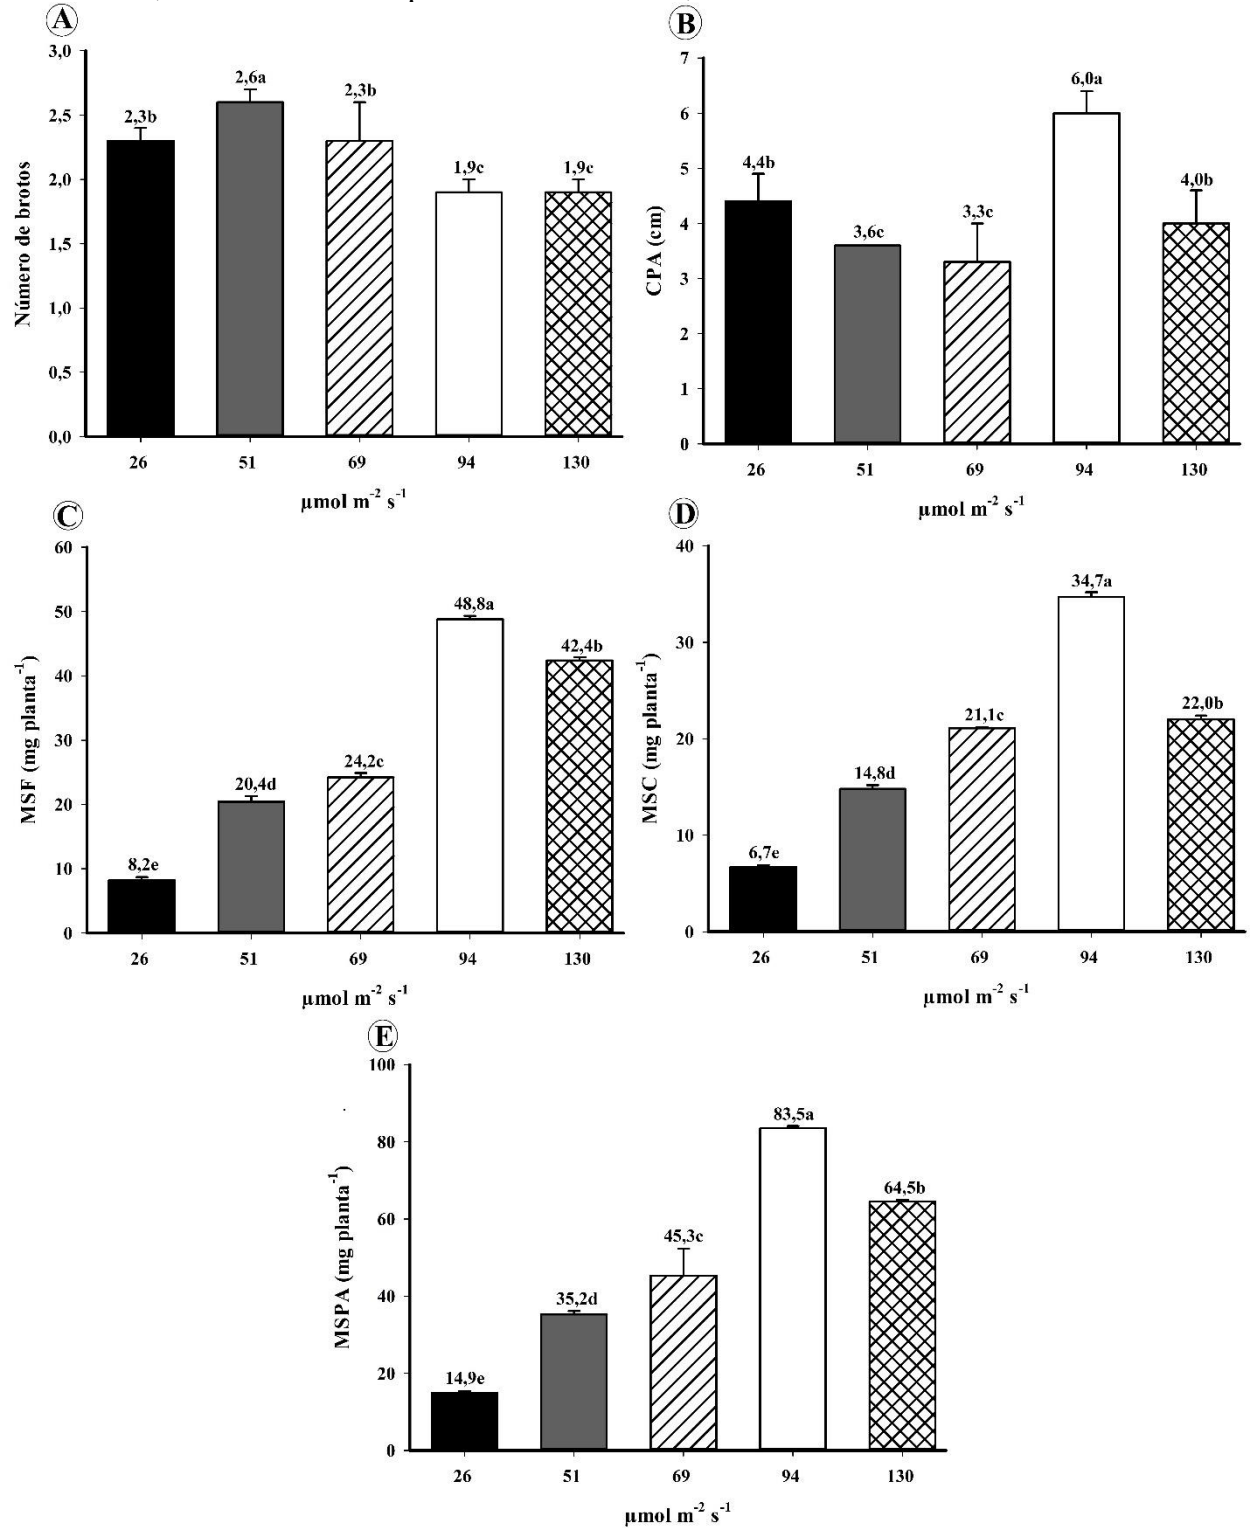 A
3,0
2,5
2,0
1,5
1,0
0,5
0,0
Número de brotos
2,3b
2,6a
2,3b
1,9c
1,9c
26 51 69 94 130
µmol m-2 s-1
B
7
6
5
4
3
2
1
0
CPA (cm)
4,4b
3,6c
3,3c
6,0a
4,0b
26 51 69 94 130
µmol m-2 s-1
C
60
50
40
30
20
10
0
MSF (mg planta-1)
8,2e
20,4d
24,2c
48,8a
42,4b
26 51 69 94 130
µmol m-2 s-1
D
40
30
20
10
0
MSC (mg planta-1)
6,7e
14,8d
21,1c
34,7a
22,0b
26 51 69 94 130
µmol m-2 s-1
E
100
80
60
40
20
0
MSPA (mg planta-1)
14,9e
35,2d
45,3c
83,5a
64,5b
26 51 69 94 130
µmol m-2 s-1